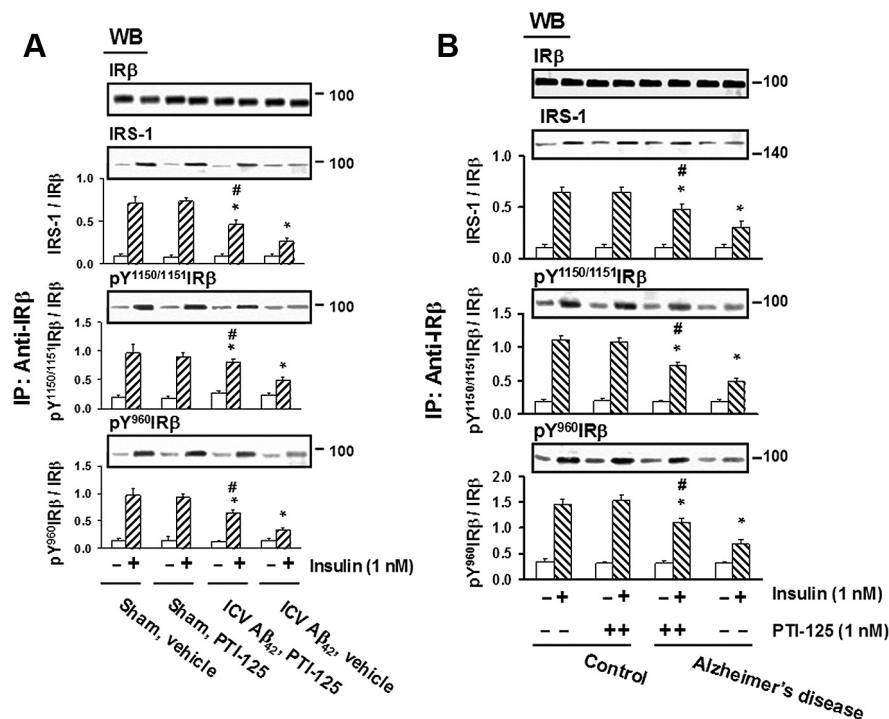 A
WB
IRβ
100
IRS-1
100
1.0
0.5
0.0
IRS-1 / IRβ
#
*
*
pY1150/1151IRβ
100
1.5
1.0
0.5
0.0
pY1150/1151IRβ / IRβ
#
*
*
pY960IRβ
100
1.5
1.0
0.5
0.0
pY960IRβ / IRβ
#
*
*
IP: Anti-IRβ
– + – + – + – + Insulin (1 nM)
Sham, vehicle
Sham, PTI-125
ICV Aβ42, PTI-125
ICV Aβ42, vehicle
B
WB
IRβ
100
IRS-1
140
1.0
0.5
0.0
IRS-1 / IRβ
#
*
*
pY1150/1151IRβ
100
1.5
1.0
0.5
0.0
pY1150/1151IRβ/ IRβ
#
*
*
pY960IRβ
100
2.0
1.5
1.0
0.5
0.0
pY960IRβ / IRβ
#
*
*
IP: Anti-IRβ
– + – + – + – + Insulin (1 nM)
– – ++ ++ – – PTI-125 (1 nM)
Control
Alzheimer's disease